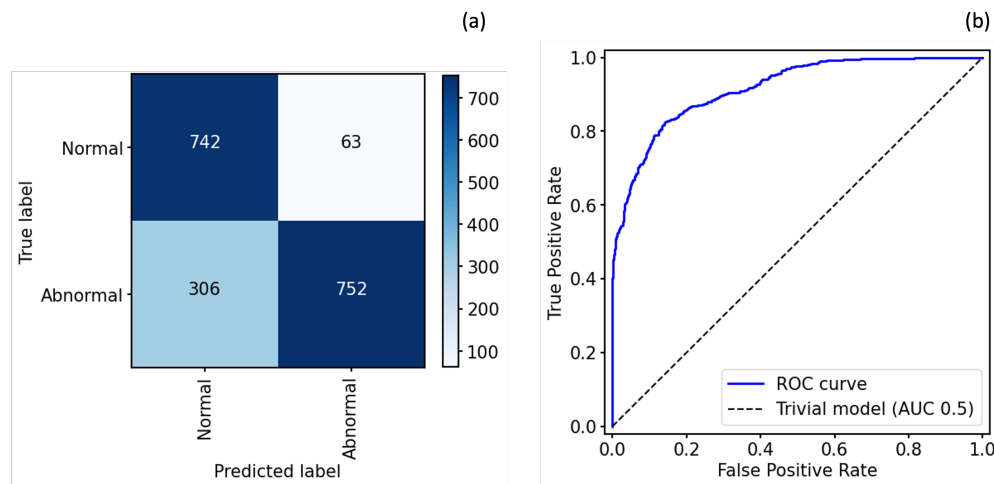 (a)
Normal
Abnormal
True label
742
63
306
752
Normal
Abnormal
Predicted label
700
600
500
400
300
200
100
(b)
1.0
0.8
0.6
0.4
0.2
0.0
True Positive Rate
ROC curve
Trivial model (AUC 0.5)
0.0
0.2
0.4
0.6
0.8
1.0
False Positive Rate